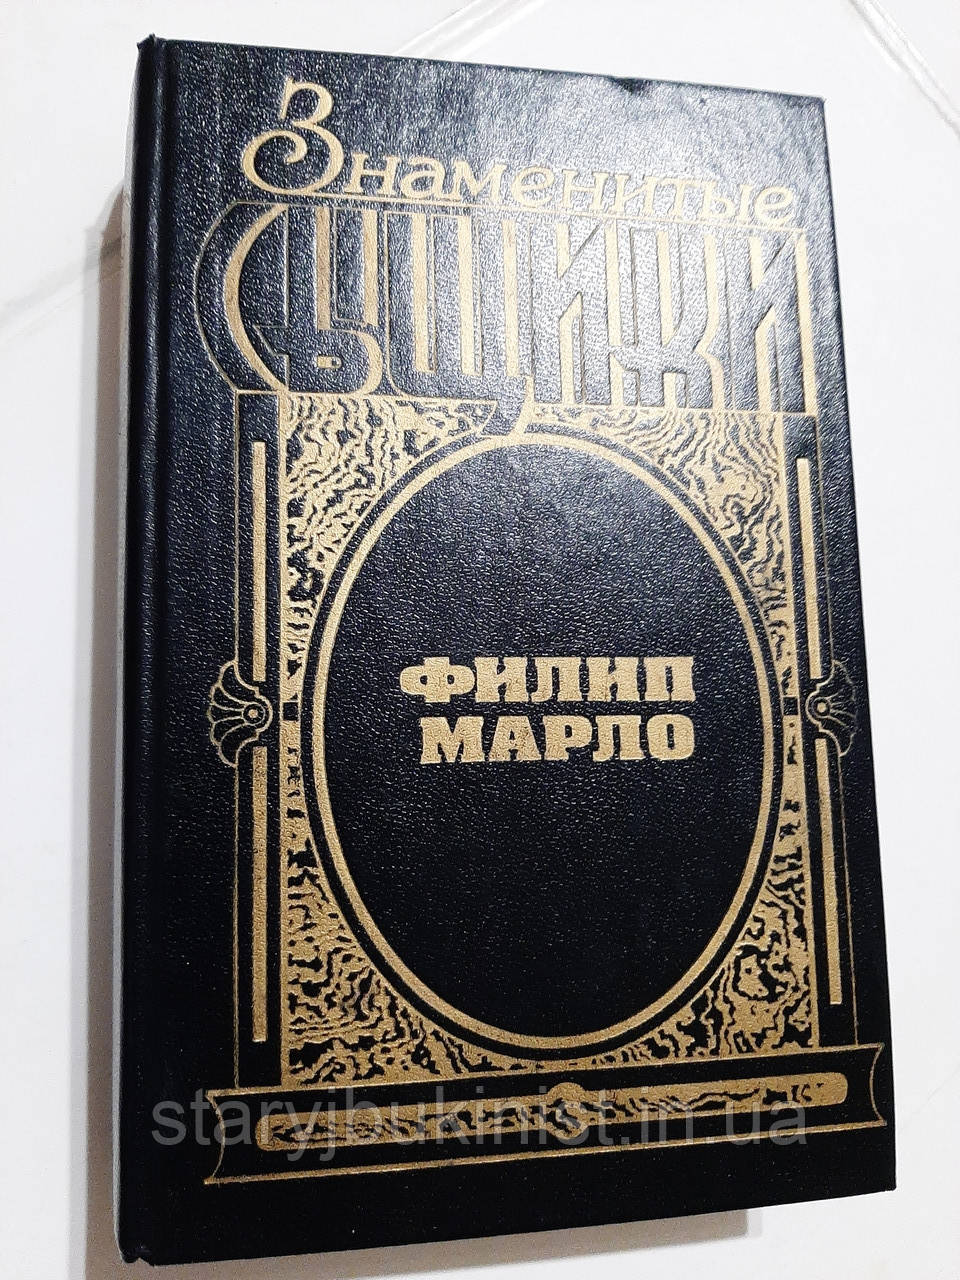 Знаменитые
СЫЩИКИ
ФИЛИП
МАРЛО
staryjbukinist.in.ua